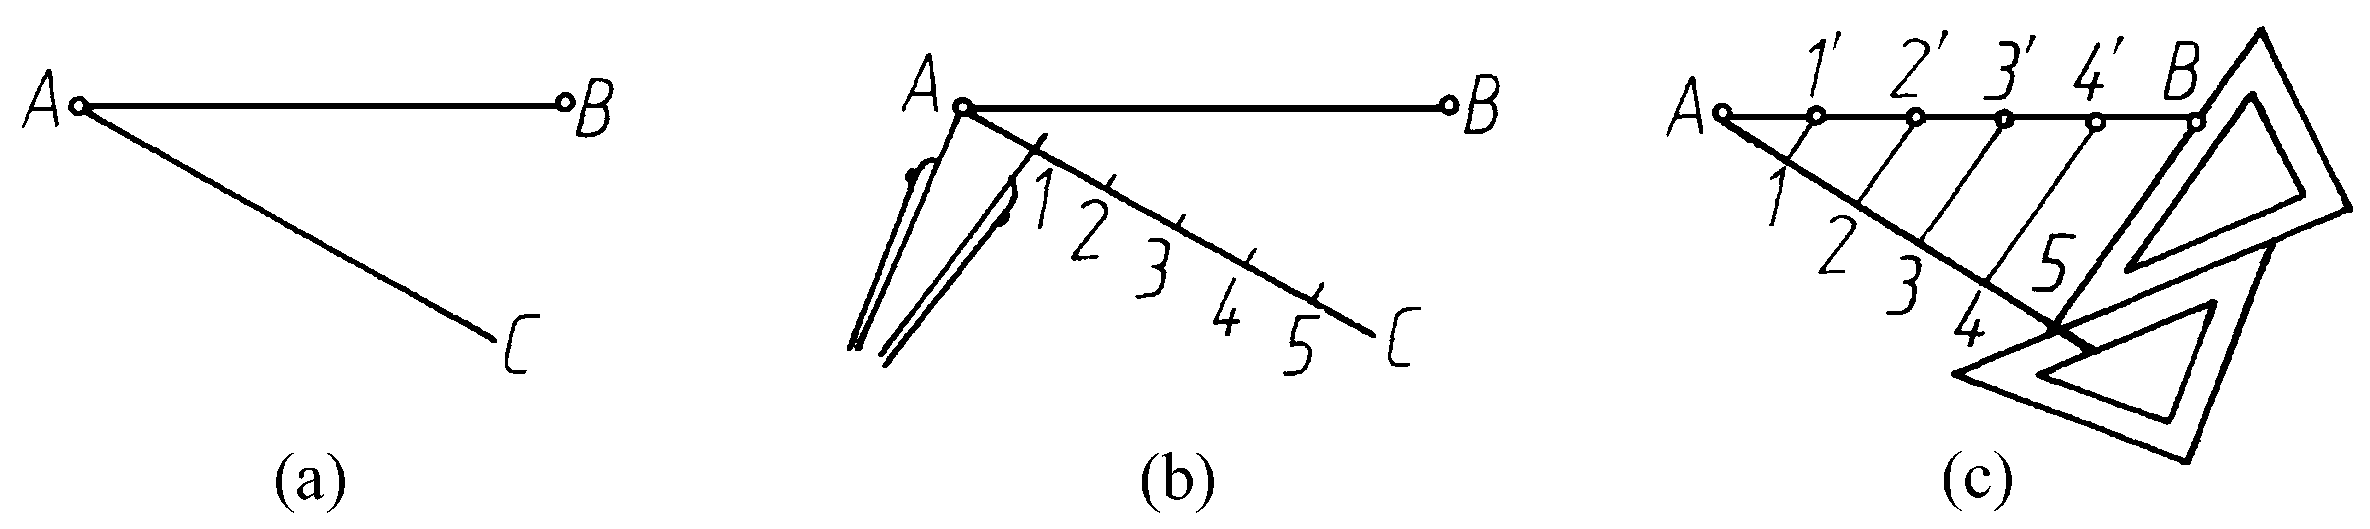 A B C
(a)
A B 1 2 3 4 5 C
(b)
A 1′ 2′ 3′ 4′ B
1 2 3 4 5
(c)